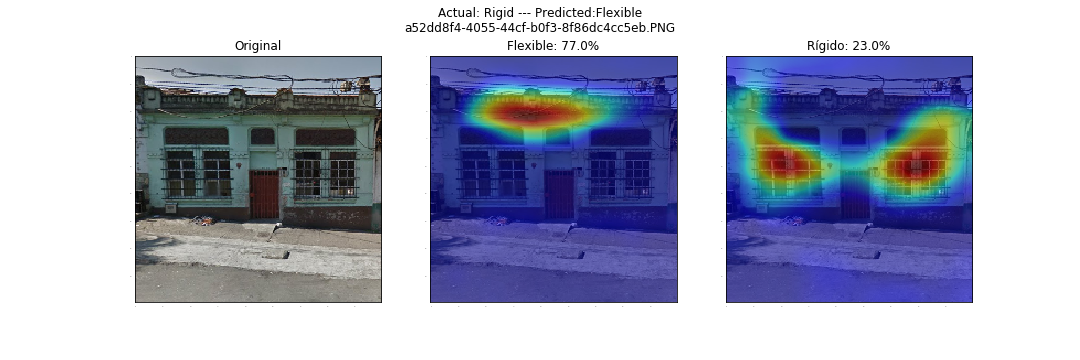 Actual: Rigid --- Predicted:Flexible
a52dd8f4-4055-44cf-b0f3-8f86dc4cc5eb.PNG
Original
Flexible: 77.0%
Rígido: 23.0%